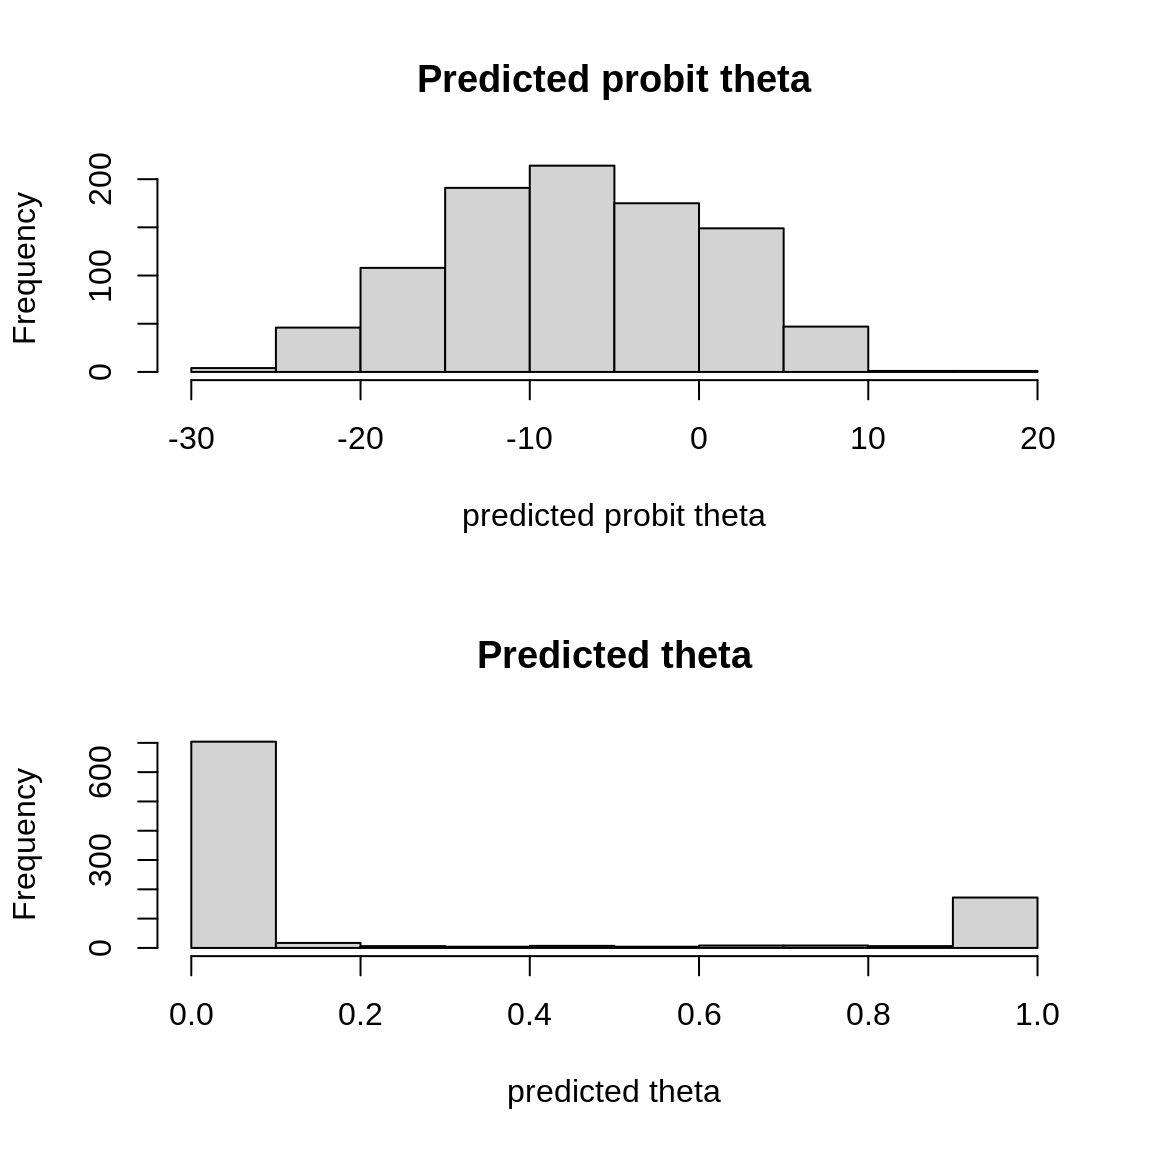 Predicted probit theta
Frequency
200
100
0
-30 -20 -10 0 10 20
predicted probit theta
Predicted theta
Frequency
600
300
0
0.0 0.2 0.4 0.6 0.8 1.0
predicted theta